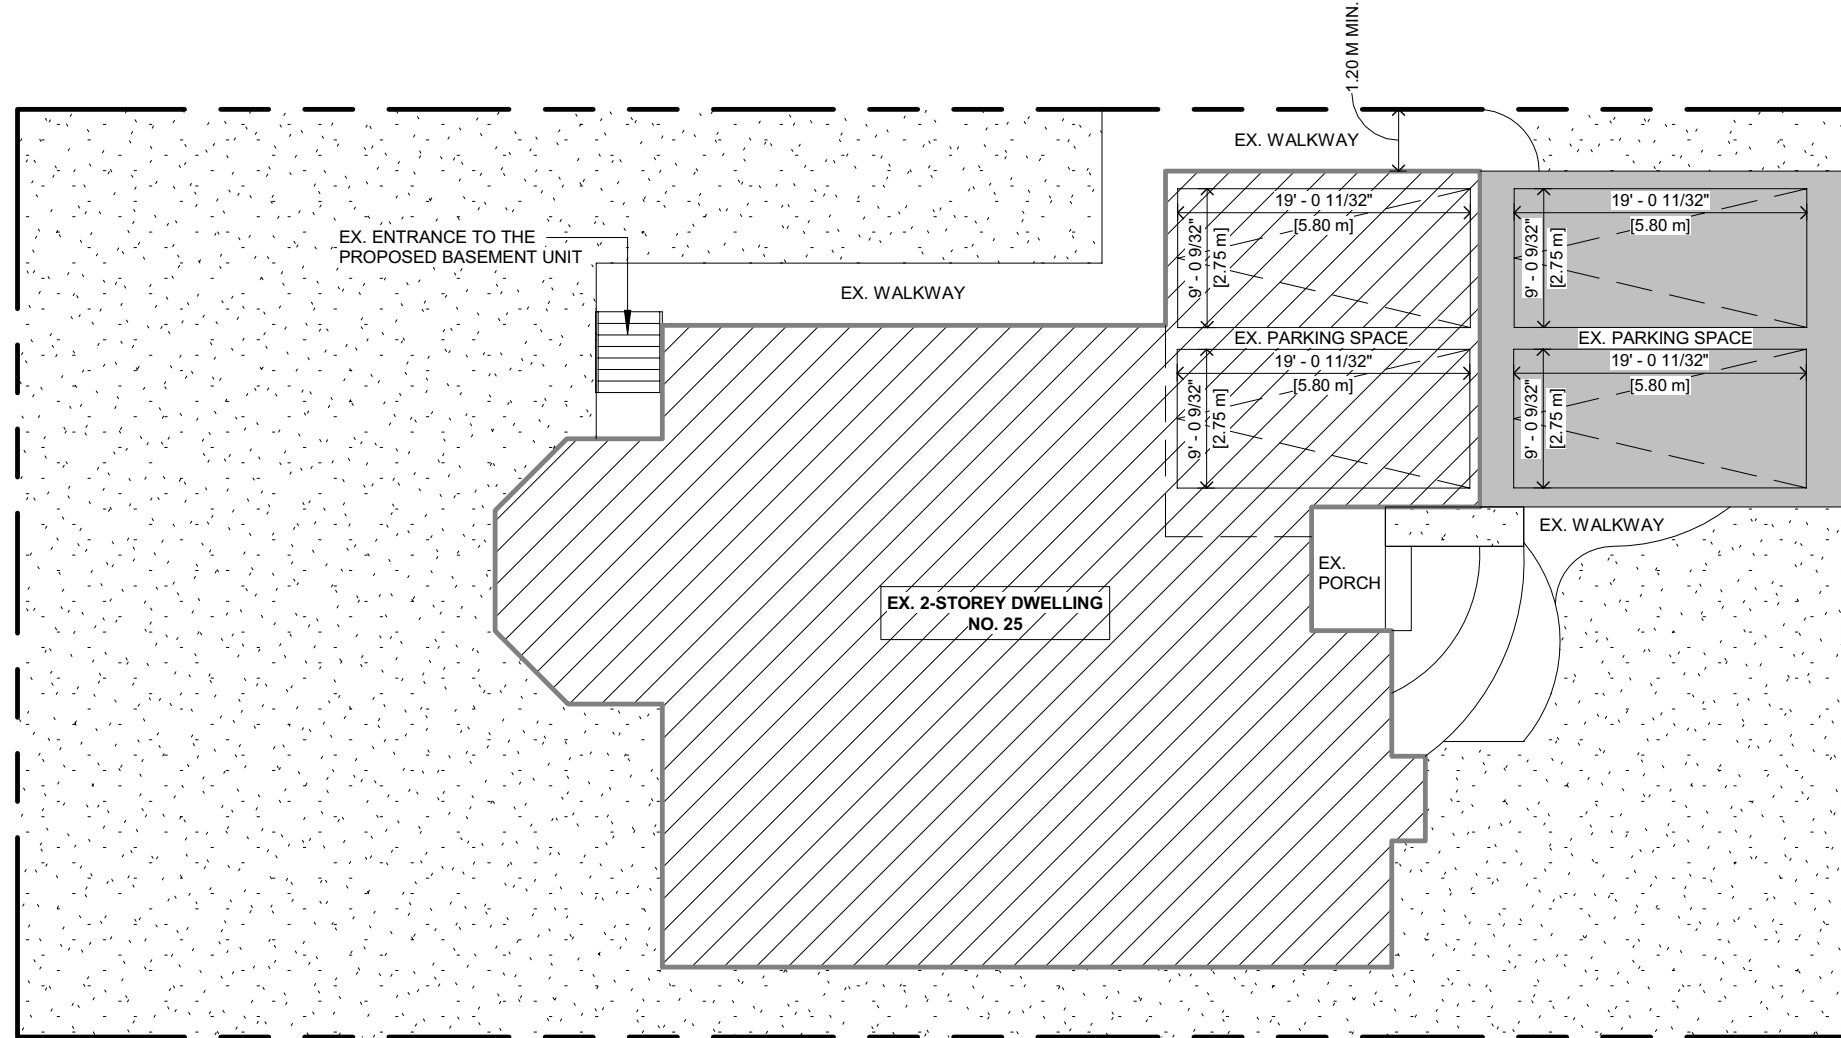 1.20 M MIN.
EX. WALKWAY
19' - 0 11/32"
[5.80 m]
9' - 0 9/32"
[2.75 m]
19' - 0 11/32"
[5.80 m]
9' - 0 9/32"
[2.75 m]
EX. ENTRANCE TO THE
PROPOSED BASEMENT UNIT
EX. WALKWAY
EX. PARKING SPACE
EX. PARKING SPACE
19' - 0 11/32"
[5.80 m]
9' - 0 9/32"
[2.75 m]
19' - 0 11/32"
[5.80 m]
9' - 0 9/32"
[2.75 m]
EX. WALKWAY
EX.
PORCH
EX. 2-STOREY DWELLING
NO. 25